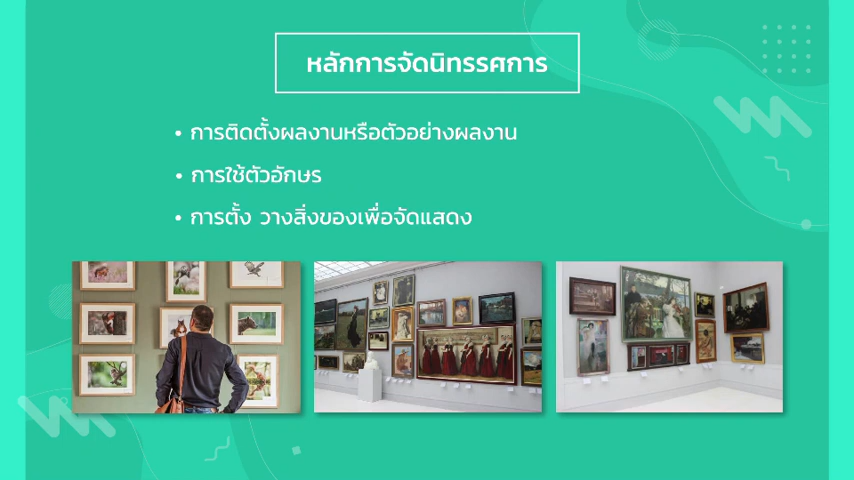 หลักการจัดนิทรรศการ
• การติดตั้งผลงานหรือตัวอย่างผลงาน
• การใช้ตัวอักษร
• การตั้ง วางสิ่งของเพื่อจัดแสดง